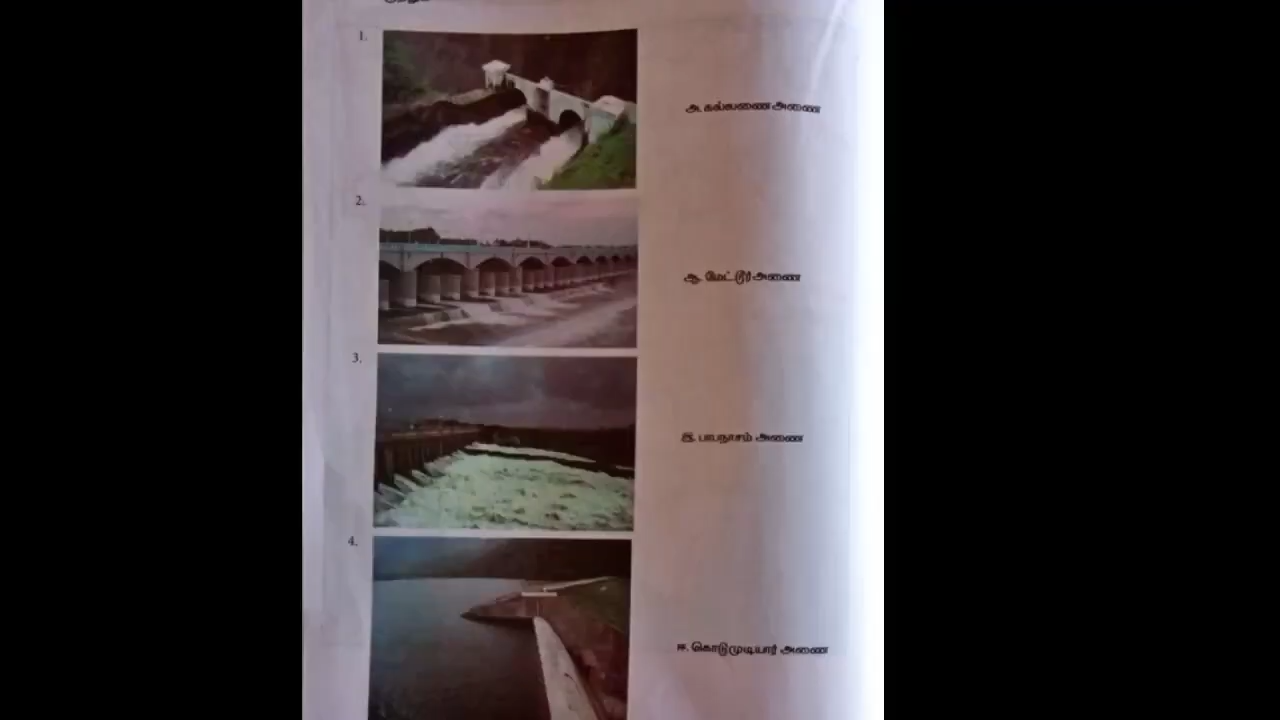 1.
அ. கல்லணை அணை
2.
ஆ. மேட்டூர் அணை
3.
இ. பாபநாசம் அணை
4.
ஈ. கொடுமுடியார் அணை